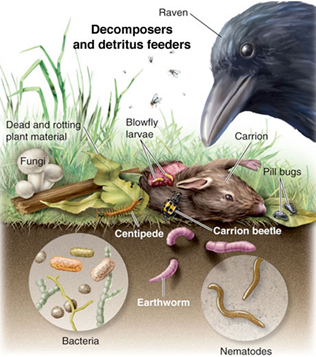 Raven
Decomposers
and detritus feeders
Dead and rotting
plant material
Blowfly
larvae
Carrion
Fungi
Pill bugs
Centipede
Carrion beetle
Earthworm
Bacteria
Nematodes